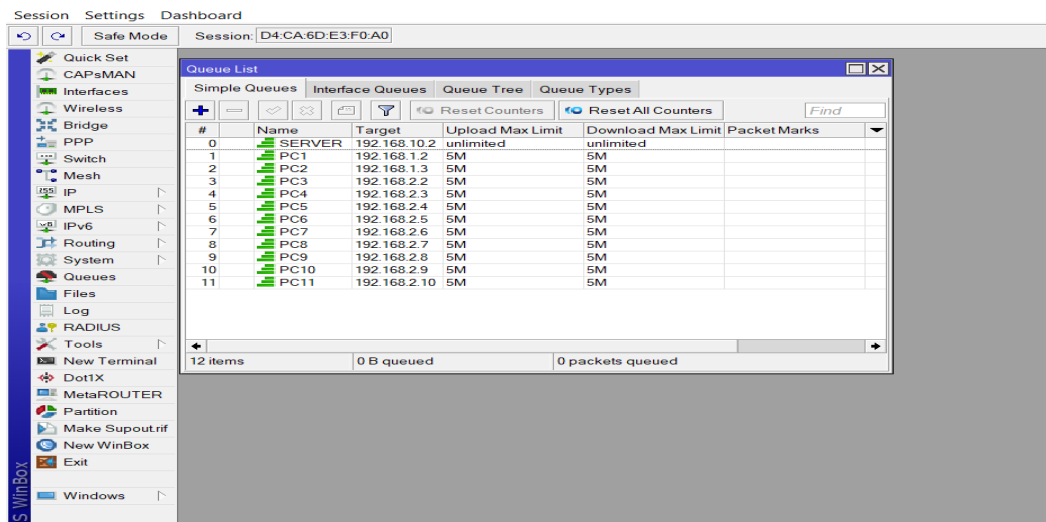 Session Settings Dashboard
Safe Mode Session: D4:CA:6D:E3:F0:A0
Quick Set
CAPsMAN
Interfaces
Wireless
Bridge
PPP
Switch
Mesh
IP
MPLS
IPv6
Routing
System
Queues
Files
Log
RADIUS
Tools
New Terminal
Dot1X
MetaROUTER
Partition
Make Supout.rif
New WinBox
Exit
Windows
S WinBox
Queue List
Simple Queues Interface Queues Queue Tree Queue Types
Reset Counters Reset All Counters Find
# Name Target Upload Max Limit Download Max Limit Packet Marks
0 SERVER 192.168.10.2 unlimited unlimited
1 PC1 192.168.1.2 5M 5M
2 PC2 192.168.1.3 5M 5M
3 PC3 192.168.2.2 5M 5M
4 PC4 192.168.2.3 5M 5M
5 PC5 192.168.2.4 5M 5M
6 PC6 192.168.2.5 5M 5M
7 PC7 192.168.2.6 5M 5M
8 PC8 192.168.2.7 5M 5M
9 PC9 192.168.2.8 5M 5M
10 PC10 192.168.2.9 5M 5M
11 PC11 192.168.2.10 5M 5M
12 items 0 B queued 0 packets queued